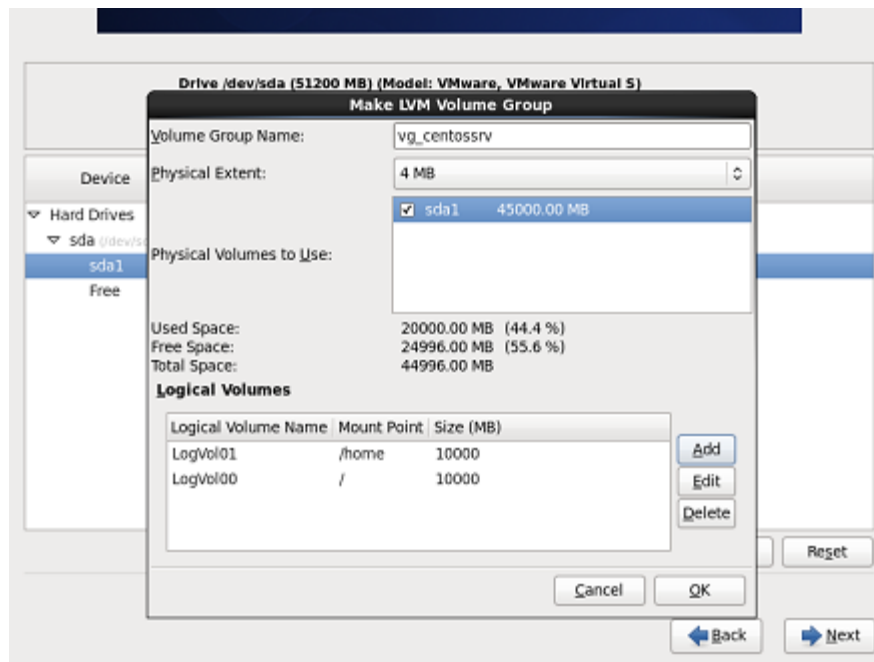 Drive /dev/sda (51200 MB) (Model: VMware, VMware Virtual S)
Make LVM Volume Group
Volume Group Name: vg_centossrv
Physical Extent: 4 MB
Device
sda1 45000.00 MB
Hard Drives
sda
Physical Volumes to Use:
sda1
Free
Used Space: 20000.00 MB (44.4 %)
Free Space: 24996.00 MB (55.6 %)
Total Space: 44996.00 MB
Logical Volumes
Logical Volume Name Mount Point Size (MB)
LogVol01 /home 10000
LogVol00 / 10000
Add
Edit
Delete
Reset
Cancel OK
Back Next